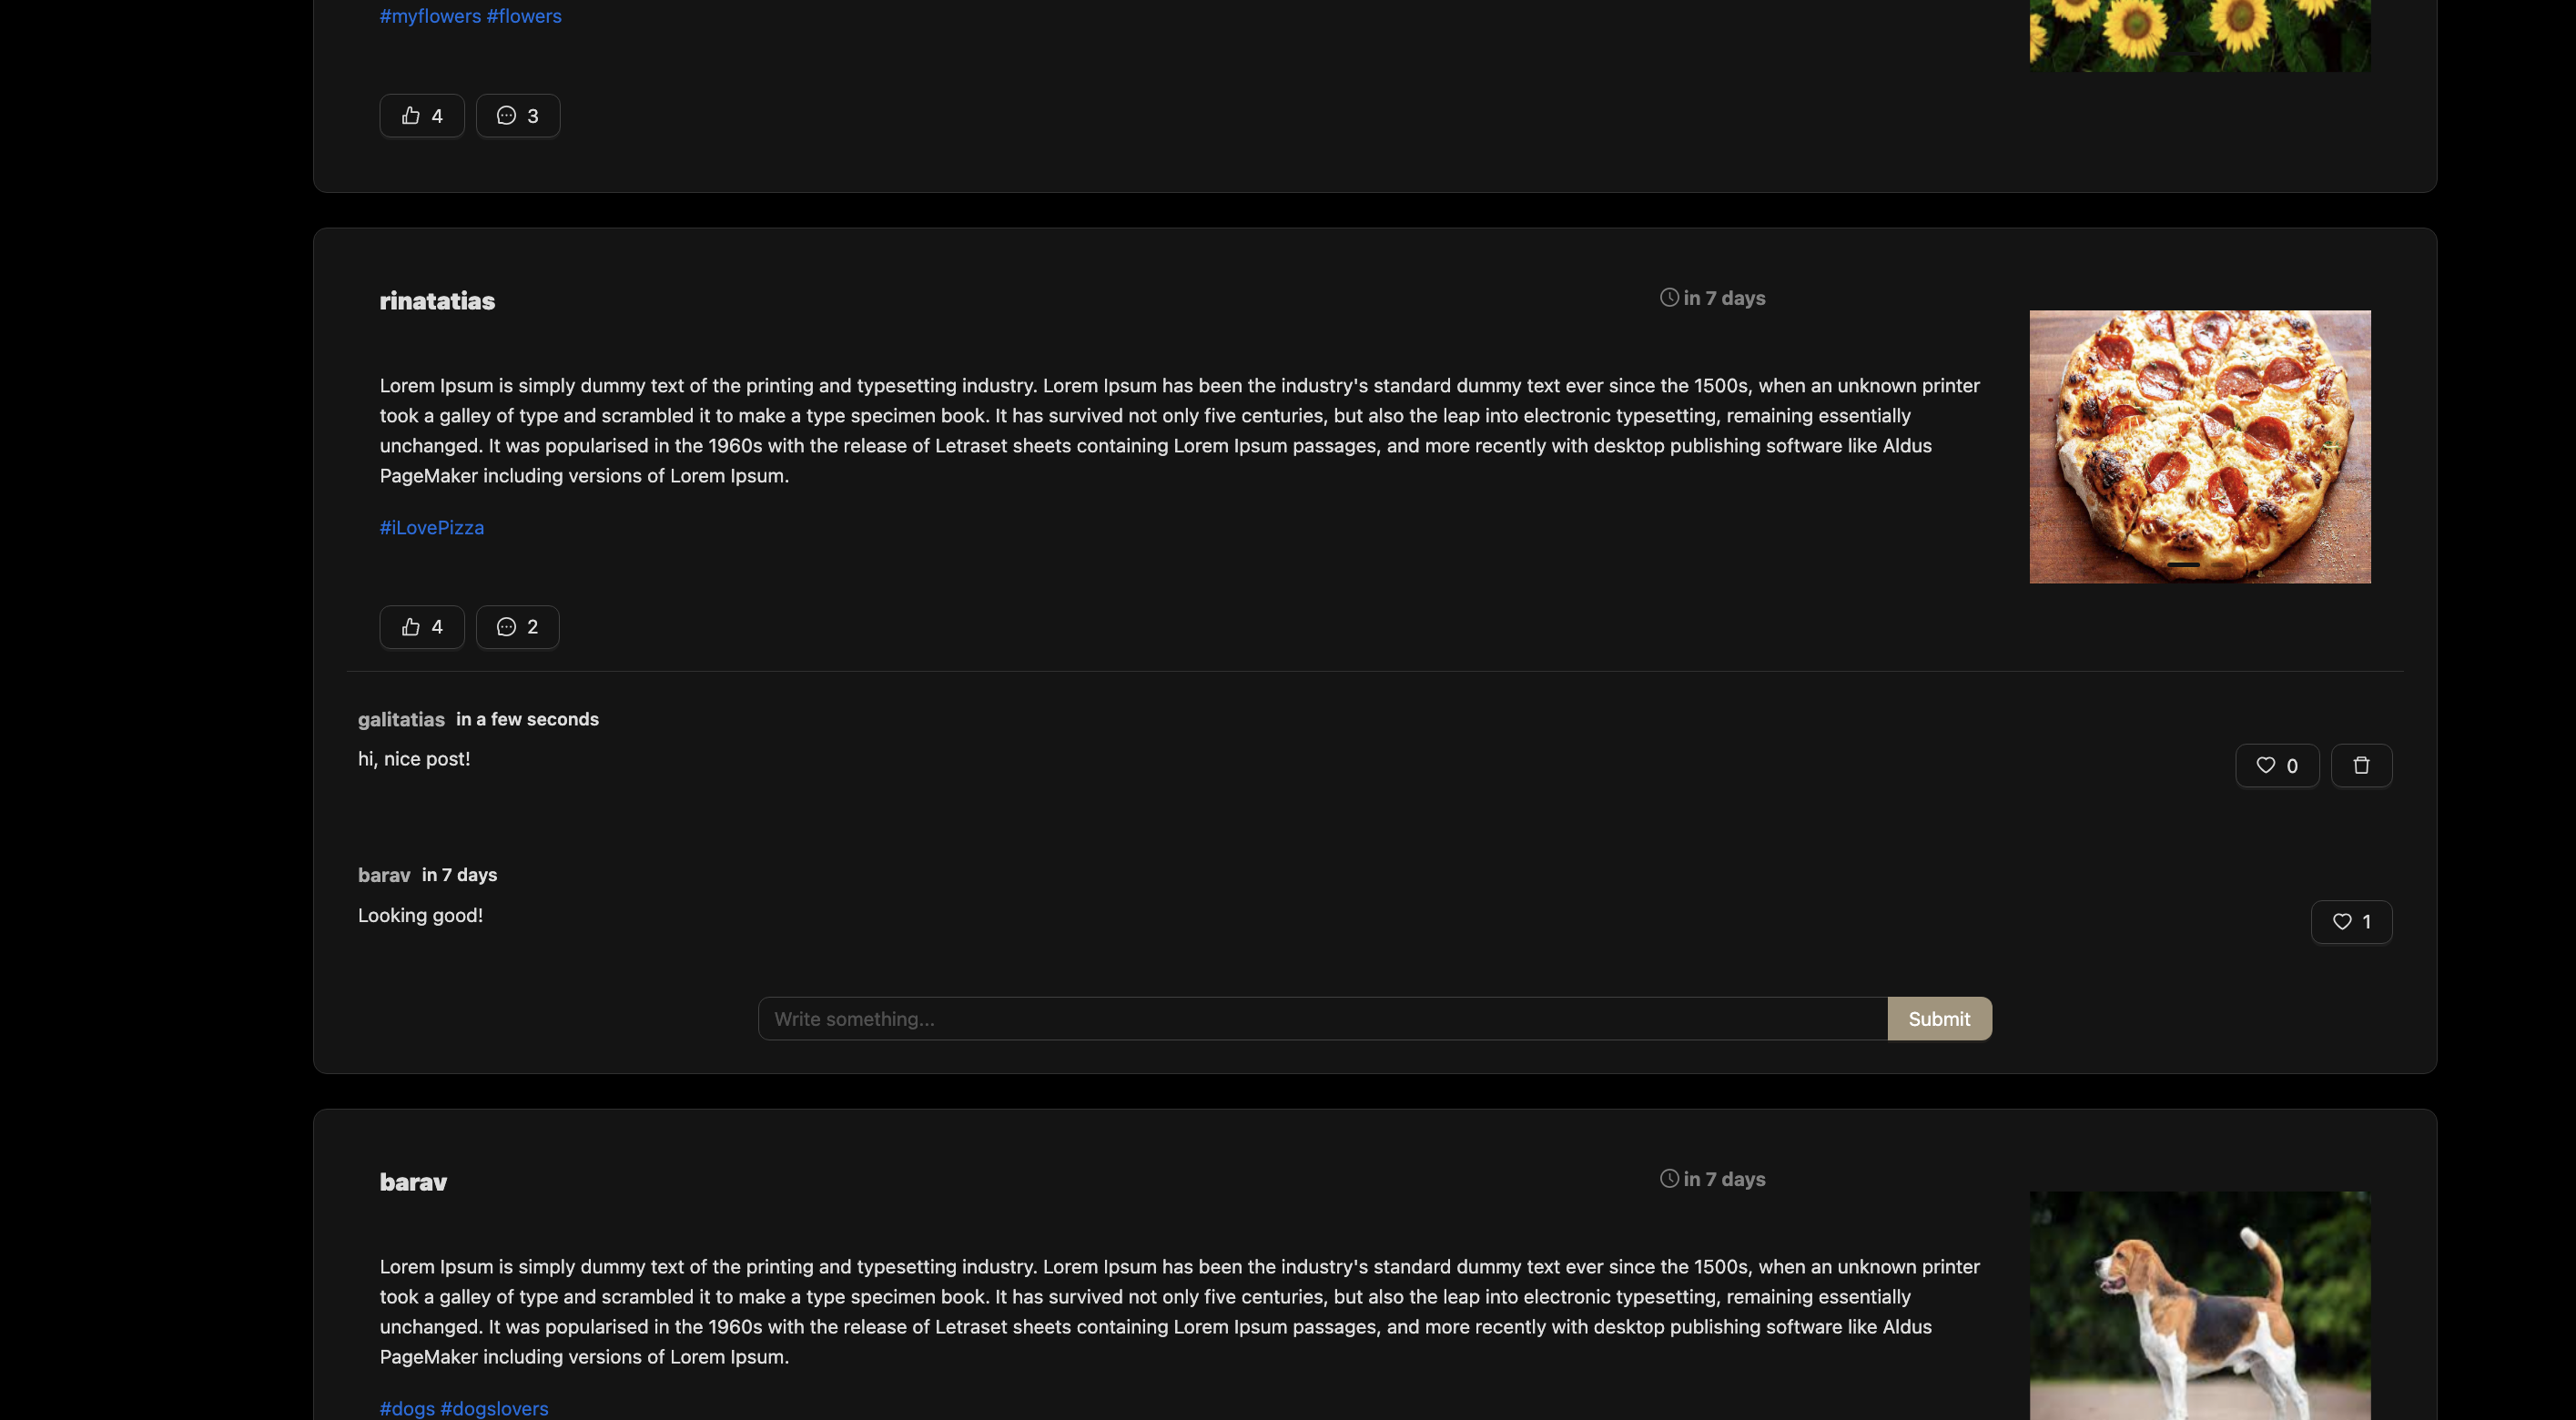 #myflowers #flowers
4 3
rinatatias in 7 days
Lorem Ipsum is simply dummy text of the printing and typesetting industry. Lorem Ipsum has been the industry's standard dummy text ever since the 1500s, when an unknown printer
took a galley of type and scrambled it to make a type specimen book. It has survived not only five centuries, but also the leap into electronic typesetting, remaining essentially
unchanged. It was popularised in the 1960s with the release of Letraset sheets containing Lorem Ipsum passages, and more recently with desktop publishing software like Aldus
PageMaker including versions of Lorem Ipsum.
#iLovePizza
4 2
galitatias in a few seconds
hi, nice post!
0
barav in 7 days
Looking good!
1
Write something... Submit
barav in 7 days
Lorem Ipsum is simply dummy text of the printing and typesetting industry. Lorem Ipsum has been the industry's standard dummy text ever since the 1500s, when an unknown printer
took a galley of type and scrambled it to make a type specimen book. It has survived not only five centuries, but also the leap into electronic typesetting, remaining essentially
unchanged. It was popularised in the 1960s with the release of Letraset sheets containing Lorem Ipsum passages, and more recently with desktop publishing software like Aldus
PageMaker including versions of Lorem Ipsum.
#dogs #dogslovers